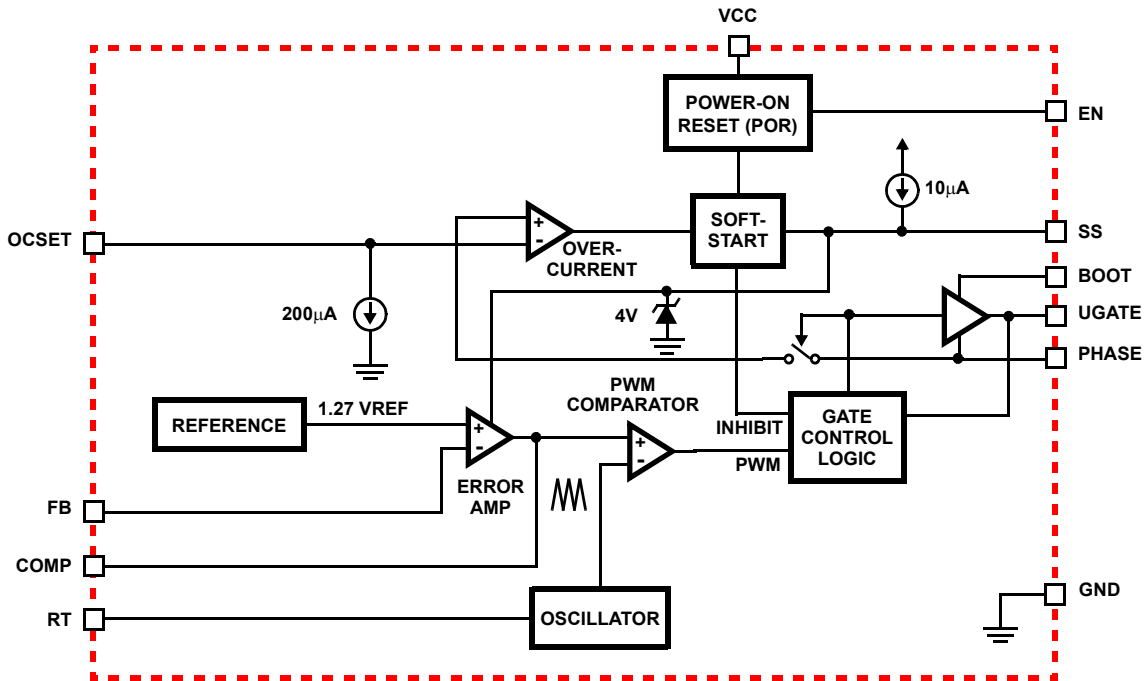 VCC
POWER-ON
RESET (POR)
EN
10µA
SOFT-
START
OCSET
+
-
OVER-
CURRENT
SS
BOOT
200µA
4V
UGATE
PHASE
PWM
COMPARATOR
1.27 VREF
REFERENCE
+
-
+
-
INHIBIT
GATE
CONTROL
LOGIC
PWM
ERROR
AMP
FB
COMP
GND
RT
OSCILLATOR